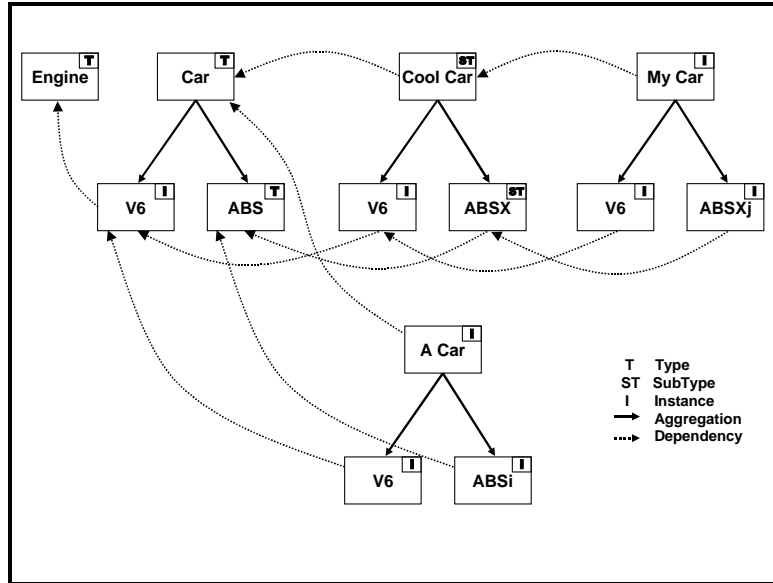 T
T
ST
I
Engine
Car
Cool Car
My Car
I
T
I
ST
I
I
V6
ABS
V6
ABSX
V6
ABSXj
I
A Car
T Type
ST SubType
I Instance
Aggregation
Dependency
I
I
V6
ABSi